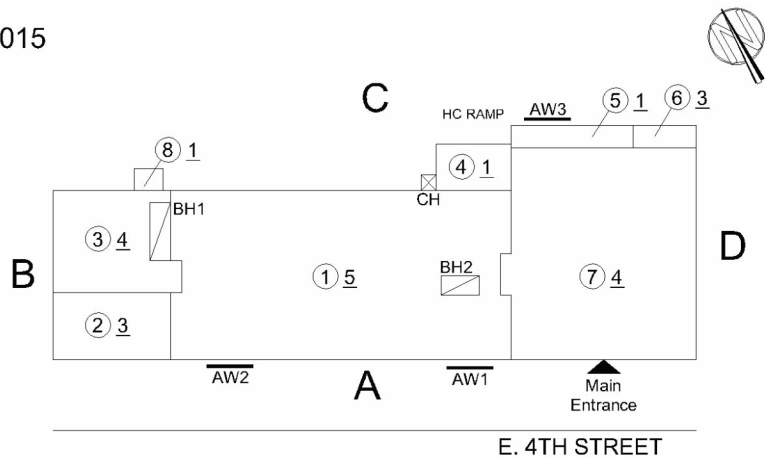 015
C
HC RAMP
AW3
5 1
6 3
8 1
4 1
CH
BH1
3 4
B
BH2
1 5
7 4
D
2 3
AW2
A
AW1
Main
Entrance
E. 4TH STREET